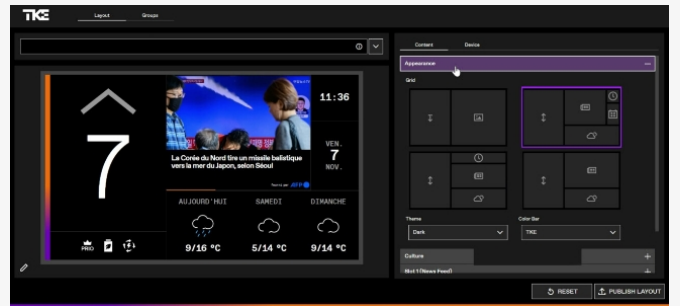 TKE
Layout Groups
Content Device
Appearance
Grid
11:36
La Corée du Nord tire un missile balistique
vers la mer du Japon, selon Séoul
AFP
VEN.
7
NOV.
7
AUJOURD'HUI SAMEDI DIMANCHE
PRIO
9/16 °C 5/14 °C 9/14 °C
Theme Color Bar
Dark TKE
Culture
Slot 1 (News Feed)
RESET PUBLISH LAYOUT